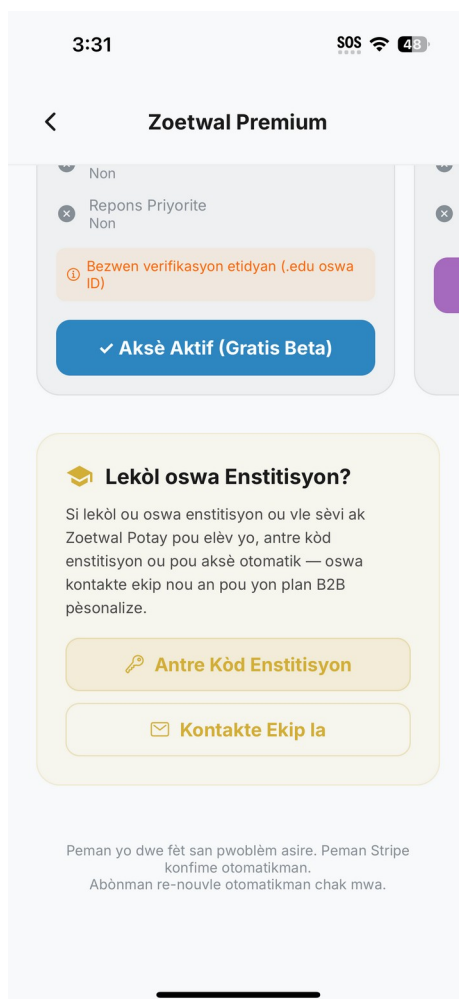 3:31
SOS
48
Zoetwal Premium
Non
Repons Priyorite
Non
Bezwen verifikasyon etidyan (.edu oswa
ID)
✓ Aksè Aktif (Gratis Beta)
Lekòl oswa Enstitisyon?
Si lekòl ou oswa enstitisyon ou vle sèvi ak
Zoetwal Potay pou elèv yo, antre kòd
enstitisyon ou pou aksè otomatik — oswa
kontakte ekip nou an pou yon plan B2B
pèsonalize.
Antre Kòd Enstitisyon
Kontakte Ekip la
Peman yo dwe fèt san pwoblèm asire. Peman Stripe
konfime otomatikman.
Abònman re-nouvle otomatikman chak mwa.